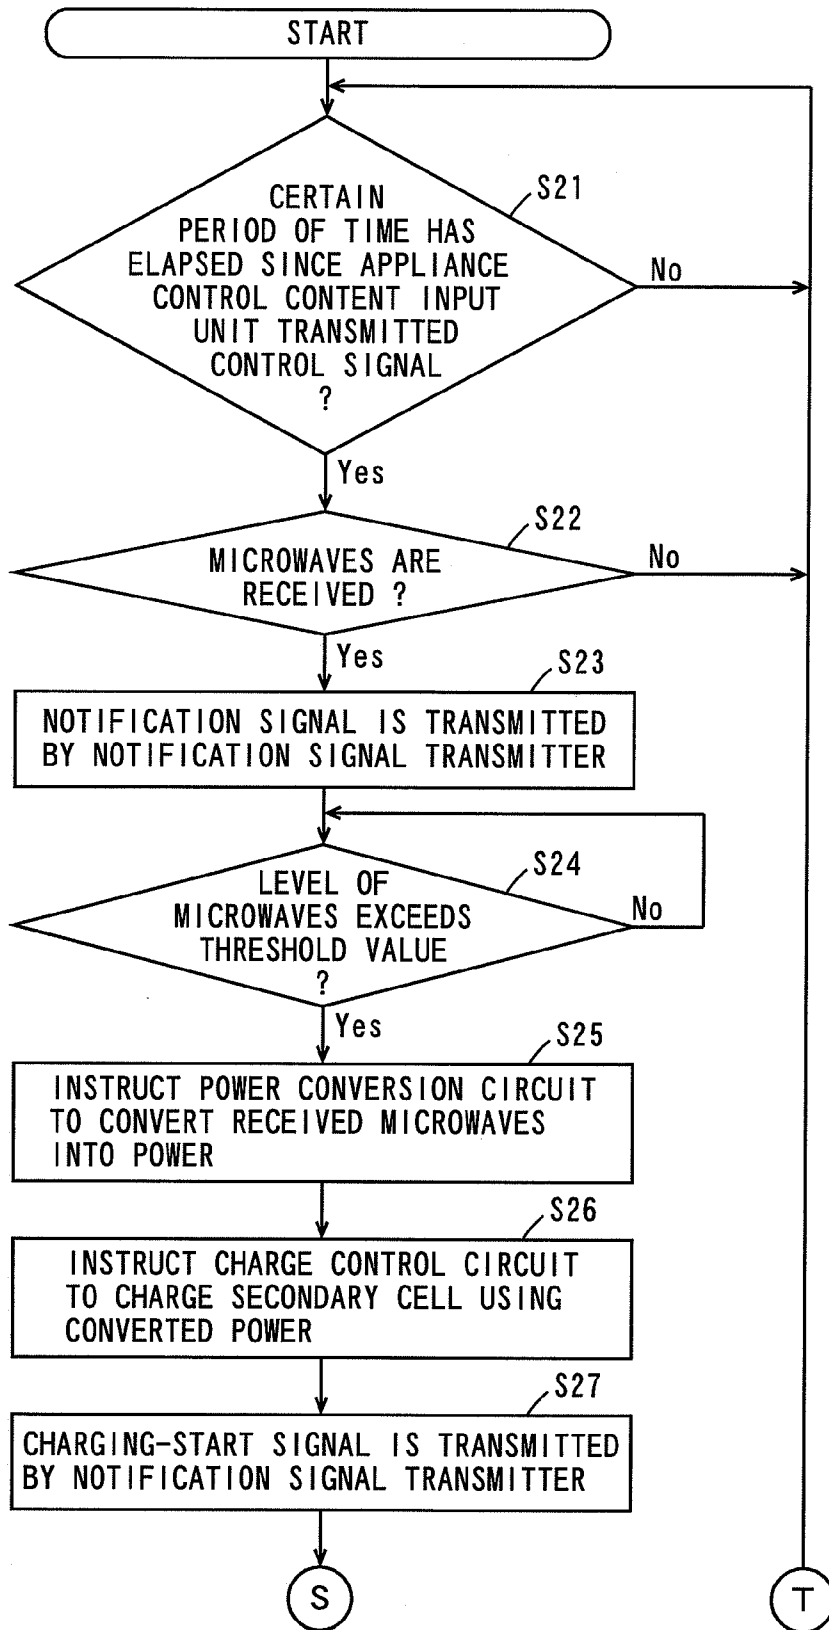 START
S21
CERTAIN
PERIOD OF TIME HAS
ELAPSED SINCE APPLIANCE
CONTROL CONTENT INPUT
UNIT TRANSMITTED
CONTROL SIGNAL
?
No
Yes
S22
MICROWAVES ARE
RECEIVED ?
No
Yes
S23
NOTIFICATION SIGNAL IS TRANSMITTED
BY NOTIFICATION SIGNAL TRANSMITTER
S24
LEVEL OF
MICROWAVES EXCEEDS
THRESHOLD VALUE
?
No
Yes
S25
INSTRUCT POWER CONVERSION CIRCUIT
TO CONVERT RECEIVED MICROWAVES
INTO POWER
S26
INSTRUCT CHARGE CONTROL CIRCUIT
TO CHARGE SECONDARY CELL USING
CONVERTED POWER
S27
CHARGING-START SIGNAL IS TRANSMITTED
BY NOTIFICATION SIGNAL TRANSMITTER
S
T